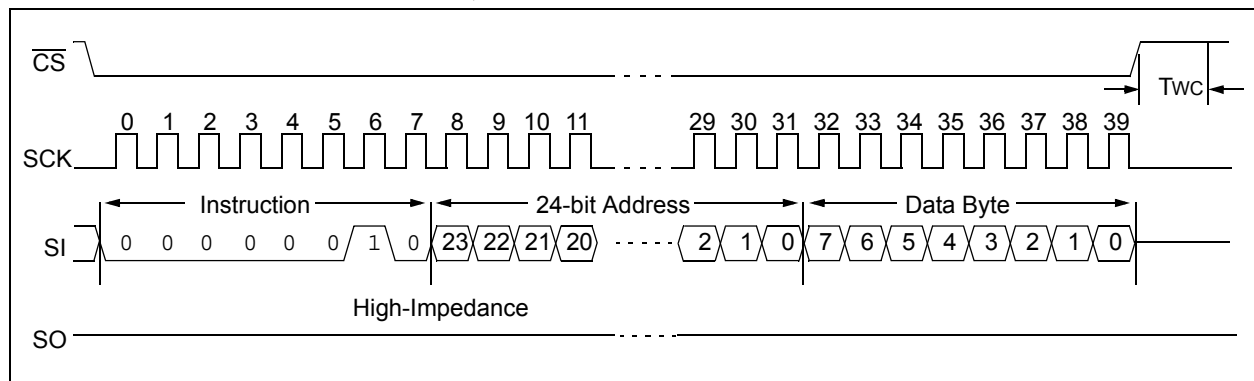 CS
TWC
0 1 2 3 4 5 6 7 8 9 10 11 29 30 31 32 33 34 35 36 37 38 39
SCK
Instruction 24-bit Address Data Byte
SI 0 0 0 0 0 0 1 0 23 22 21 20 2 1 0 7 6 5 4 3 2 1 0
High-Impedance
SO